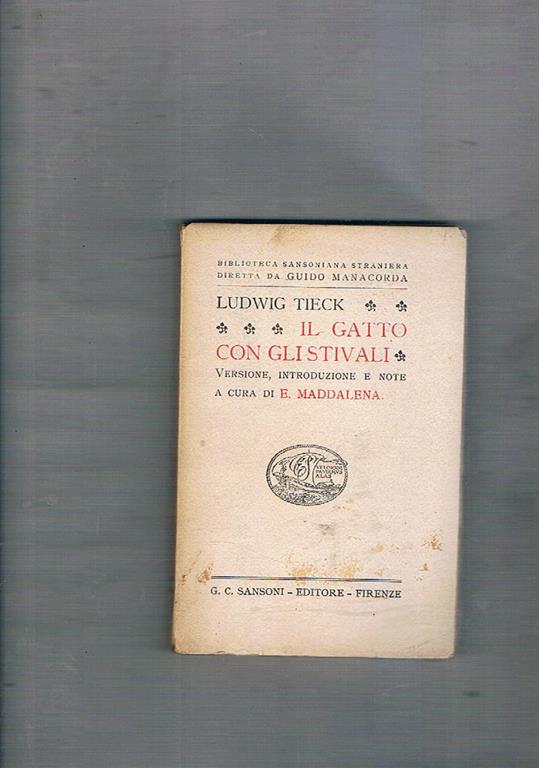 BIBLIOTECA SANSONIANA STRANIERA
DIRETTA DA GUIDO MANACORDA
LUDWIG TIECK
IL GATTO
CON GLI STIVALI
VERSIONE, INTRODUZIONE E NOTE
A CURA DI E. MADDALENA.
ALAS
G. C. SANSONI - EDITORE - FIRENZE